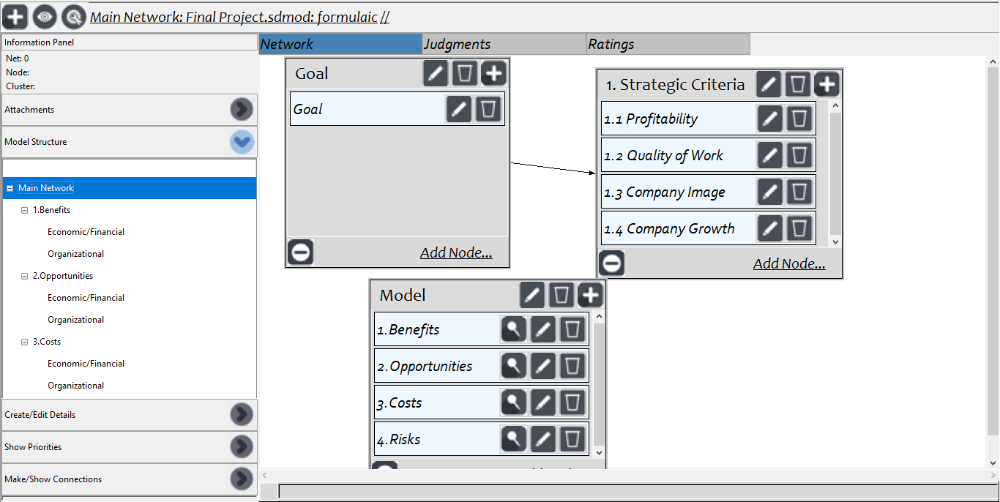 Main Network: Final Project.sdmod: formulaic //
Information Panel
Net: 0
Node:
Cluster:
Attachments
Model Structure
Main Network
1.Benefits
Economic/Financial
Organizational
2.Opportunities
Economic/Financial
Organizational
3.Costs
Economic/Financial
Organizational
Create/Edit Details
Show Priorities
Make/Show Connections
Network
Judgments
Ratings
Goal
Goal
Add Node...
1. Strategic Criteria
1.1 Profitability
1.2 Quality of Work
1.3 Company Image
1.4 Company Growth
Add Node...
Model
1.Benefits
2.Opportunities
3.Costs
4.Risks